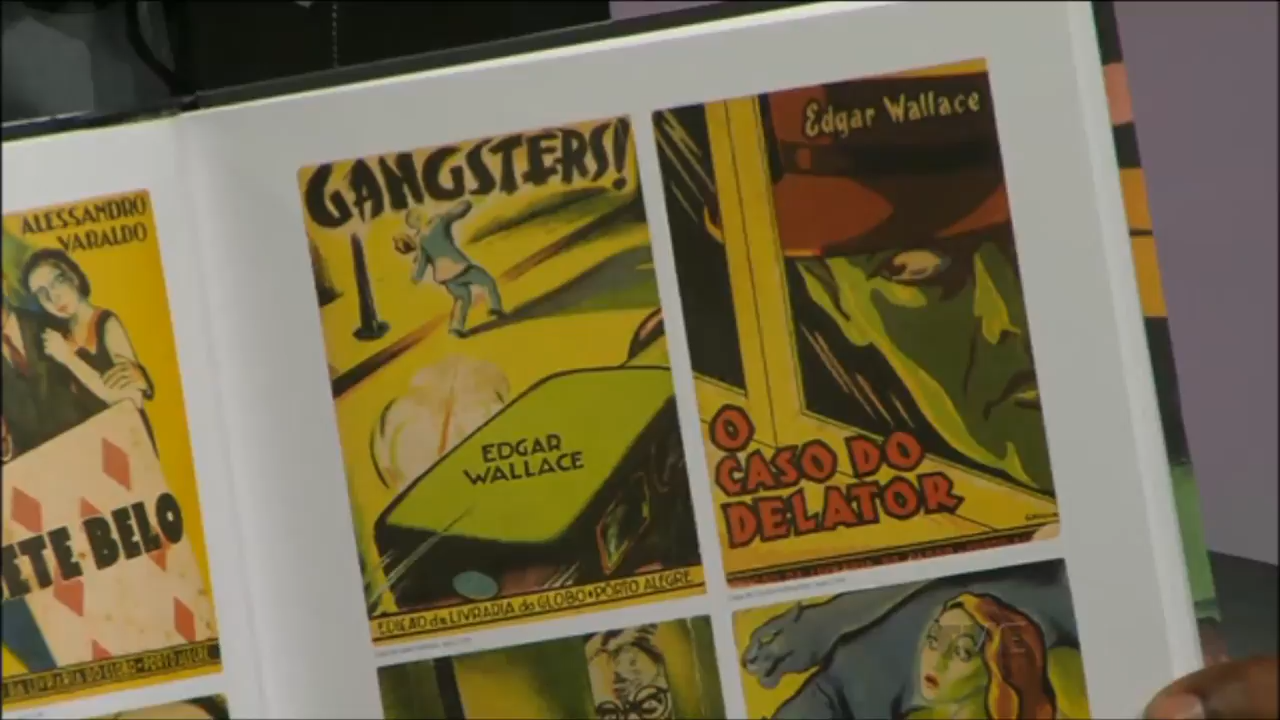 ALESSANDRO
VARALDO
ETE BELO
GANGSTERS!
EDGAR
WALLACE
EDIÇÃO da LIVRARIA do GLOBO • PÔRTO ALEGRE
Edgar Wallace
O
CASO DO
DELATOR